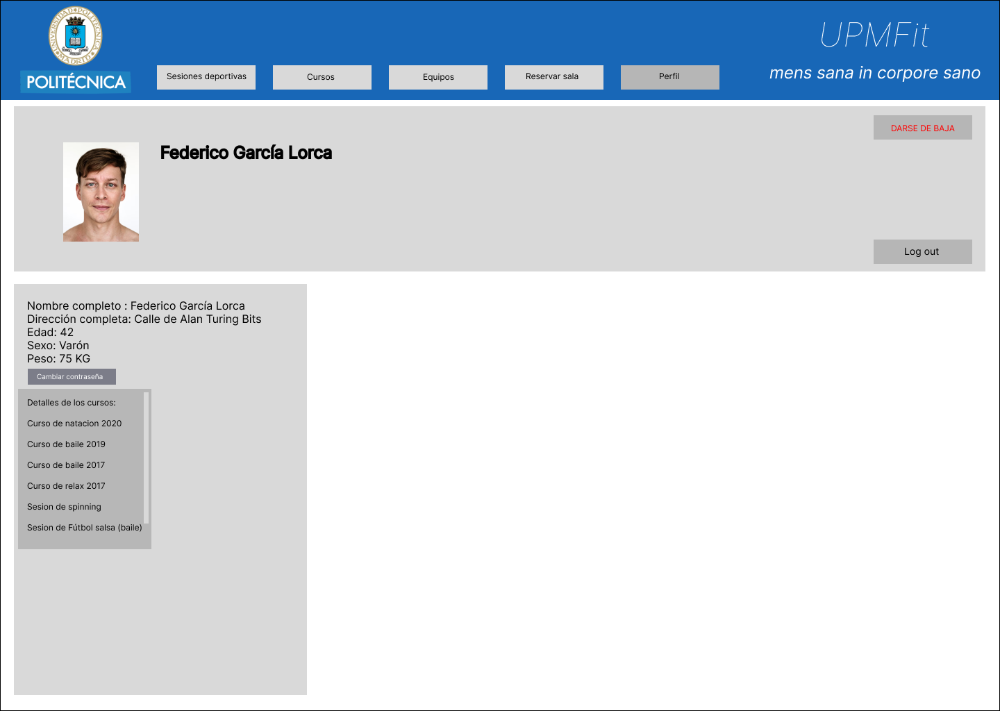 UNIVERSIDAD POLITÉCNICA
MADRID
POLITÉCNICA
Sesiones deportivas
Cursos
Equipos
Reservar sala
Perfil
UPMFit
mens sana in corpore sano
DARSE DE BAJA
Federico García Lorca
Log out
Nombre completo : Federico García Lorca
Dirección completa: Calle de Alan Turing Bits
Edad: 42
Sexo: Varón
Peso: 75 KG
Cambiar contraseña
Detalles de los cursos:
Curso de natacion 2020
Curso de baile 2019
Curso de baile 2017
Curso de relax 2017
Sesion de spinning
Sesion de Fútbol salsa (baile)